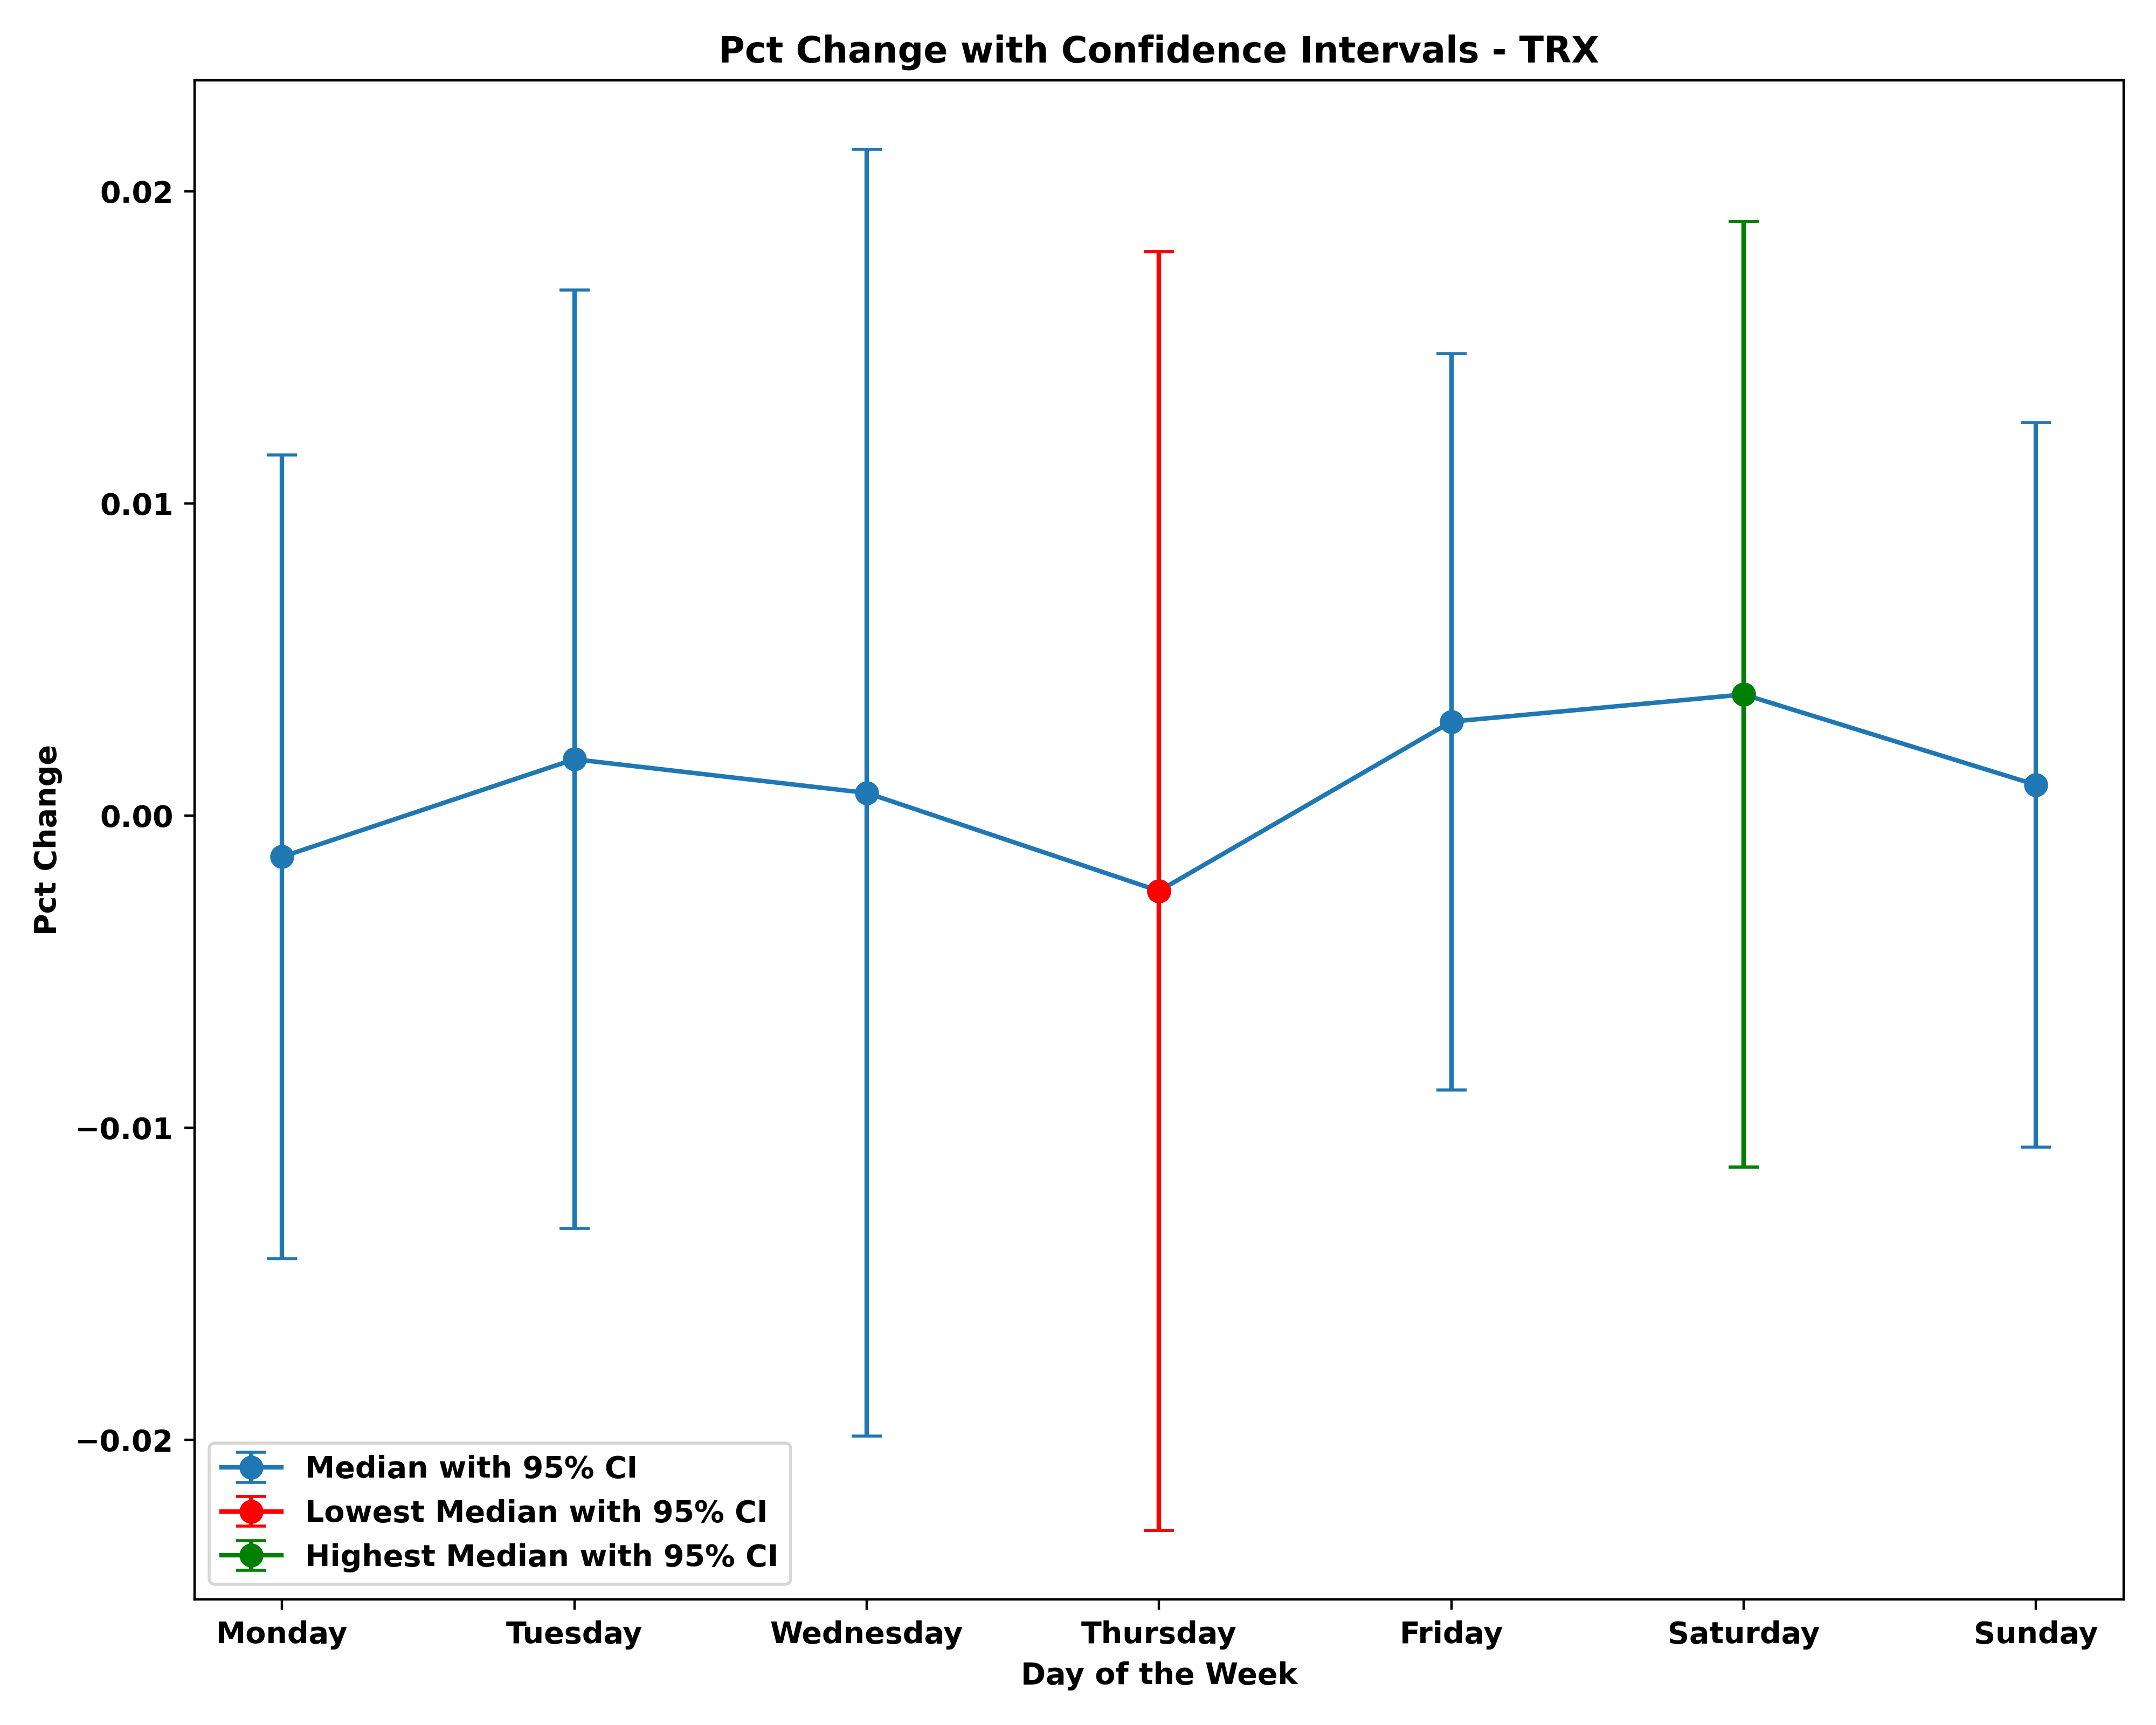 Pct Change with Confidence Intervals - TRX
Pct Change
0.02
0.01
0.00
−0.01
−0.02
Median with 95% CI
Lowest Median with 95% CI
Highest Median with 95% CI
Monday Tuesday Wednesday Thursday Friday Saturday Sunday
Day of the Week